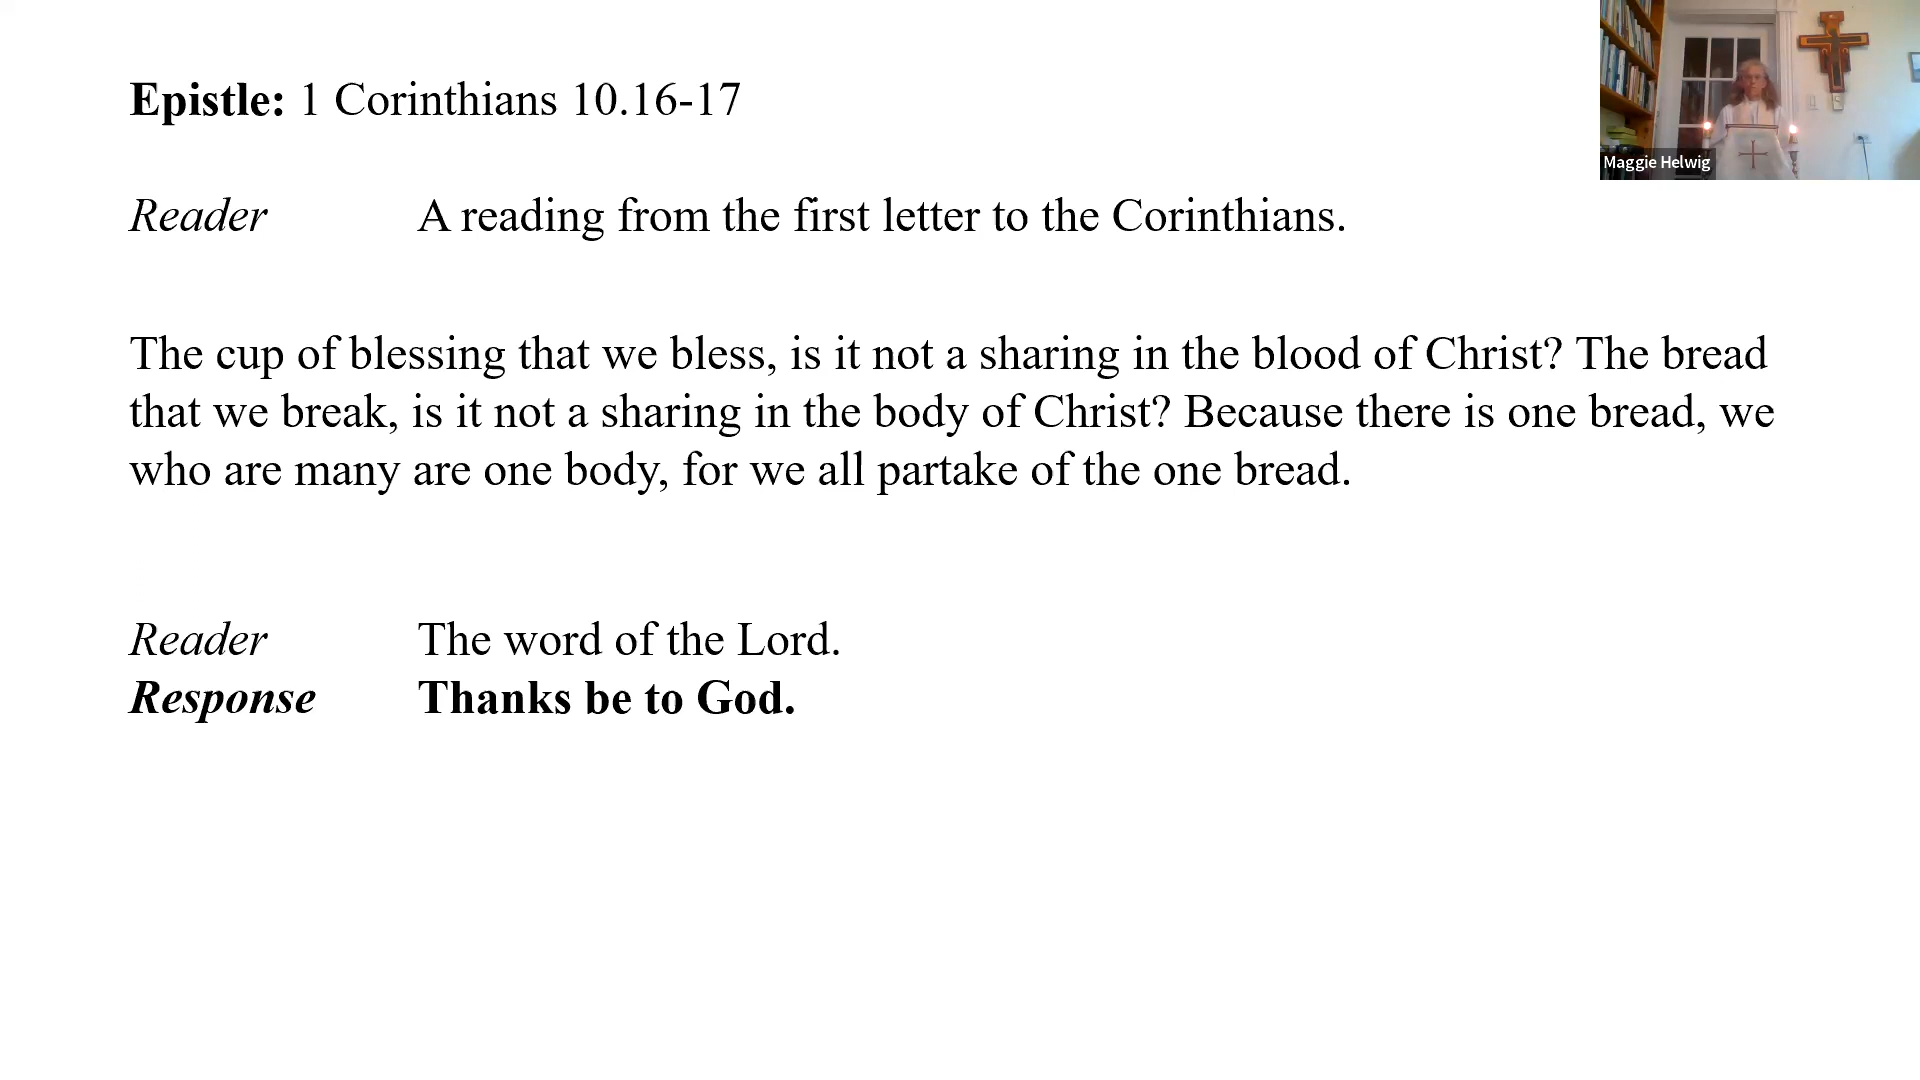 Epistle: 1 Corinthians 10.16-17
Maggie Helwig
Reader A reading from the first letter to the Corinthians.
The cup of blessing that we bless, is it not a sharing in the blood of Christ? The bread
that we break, is it not a sharing in the body of Christ? Because there is one bread, we
who are many are one body, for we all partake of the one bread.
Reader The word of the Lord.
Response Thanks be to God.